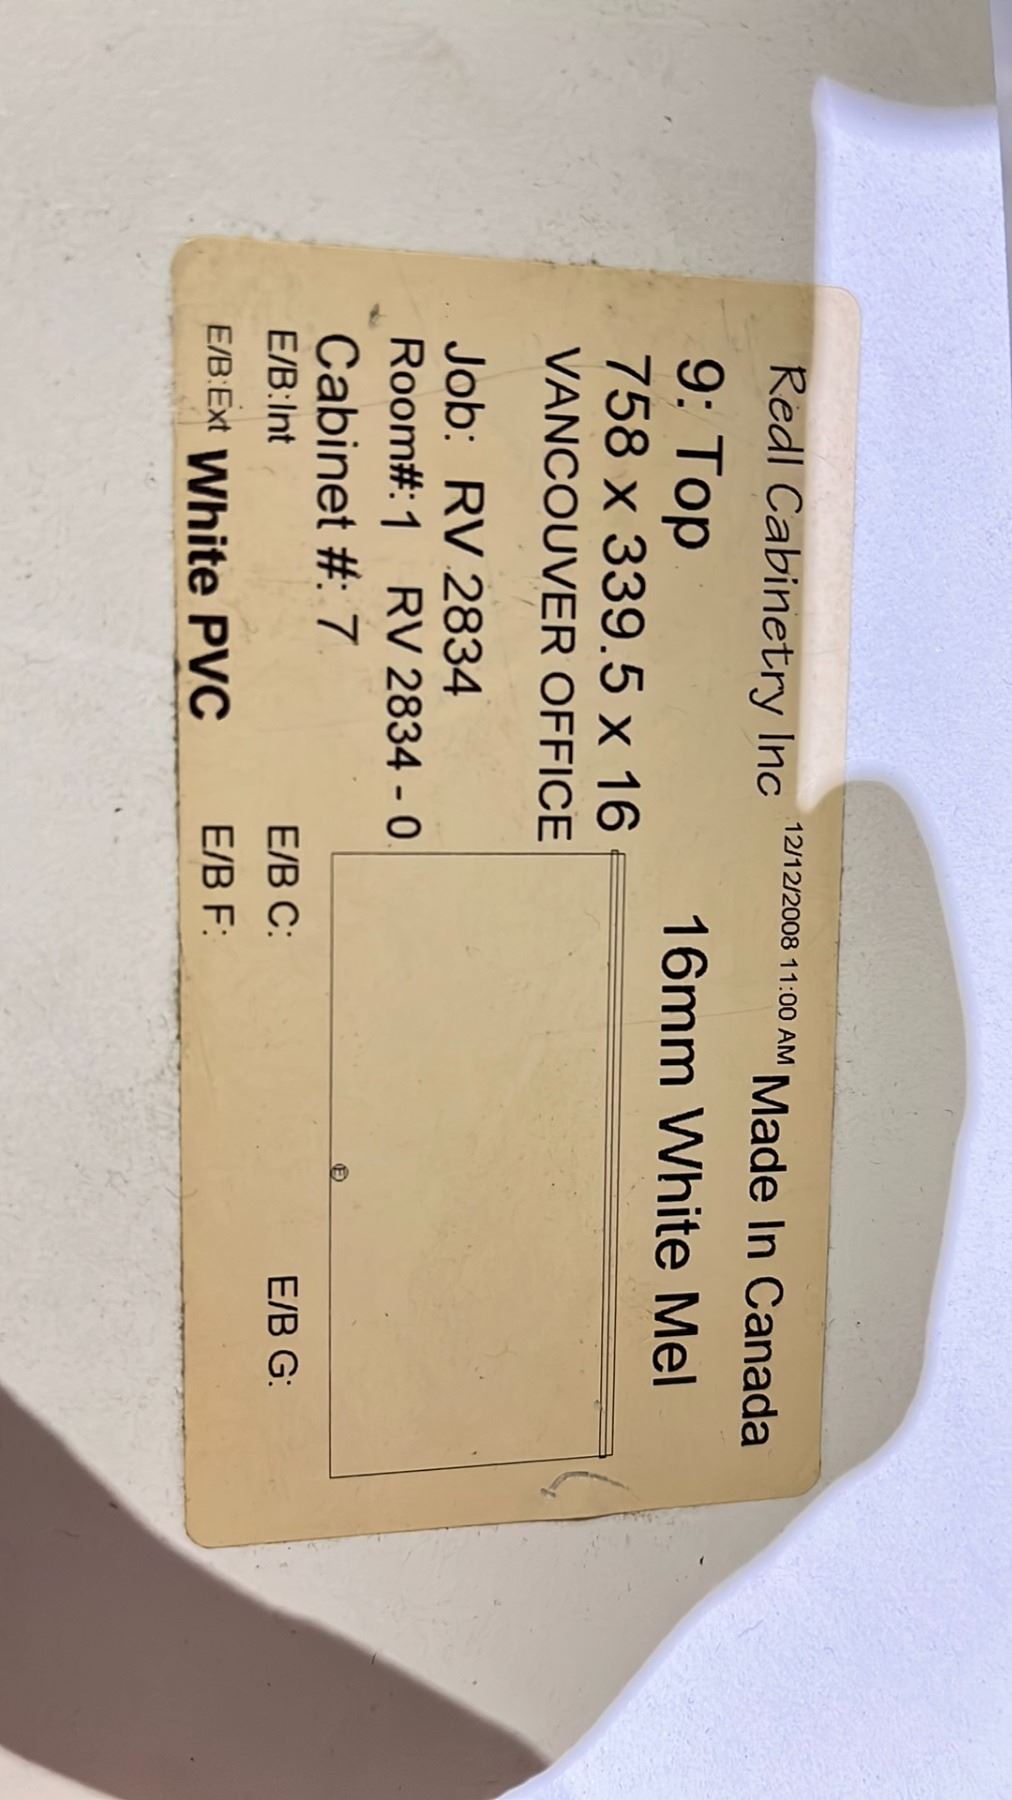 Redl Cabinetry Inc 12/12/2008 11:00 AM Made In Canada
9: Top 16mm White Mel
758 x 339.5 x 16
VANCOUVER OFFICE
Job: RV 2834
Room#: 1 RV 2834 - 0
Cabinet #: 7
E/B:Int E/B C: E/B G:
E/B:Ext White PVC E/B F: